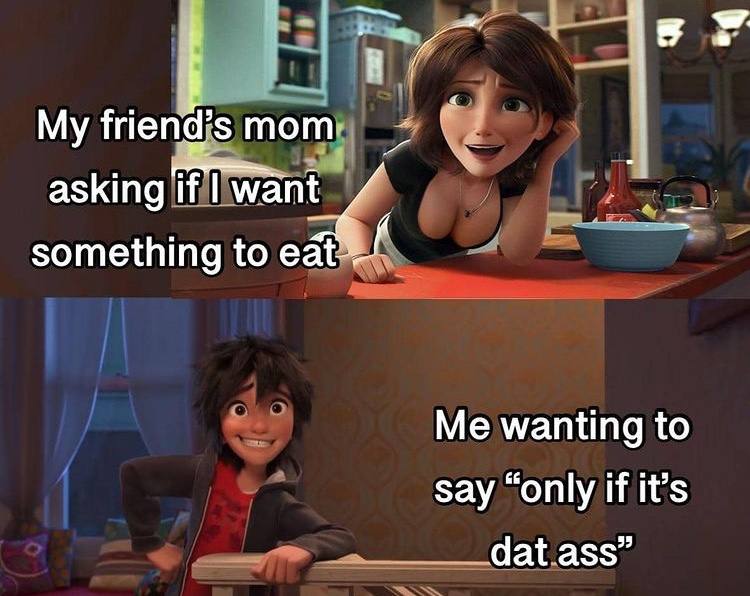 My friend's mom
asking if I want
something to eat
Me wanting to
say “only if it's
dat ass”